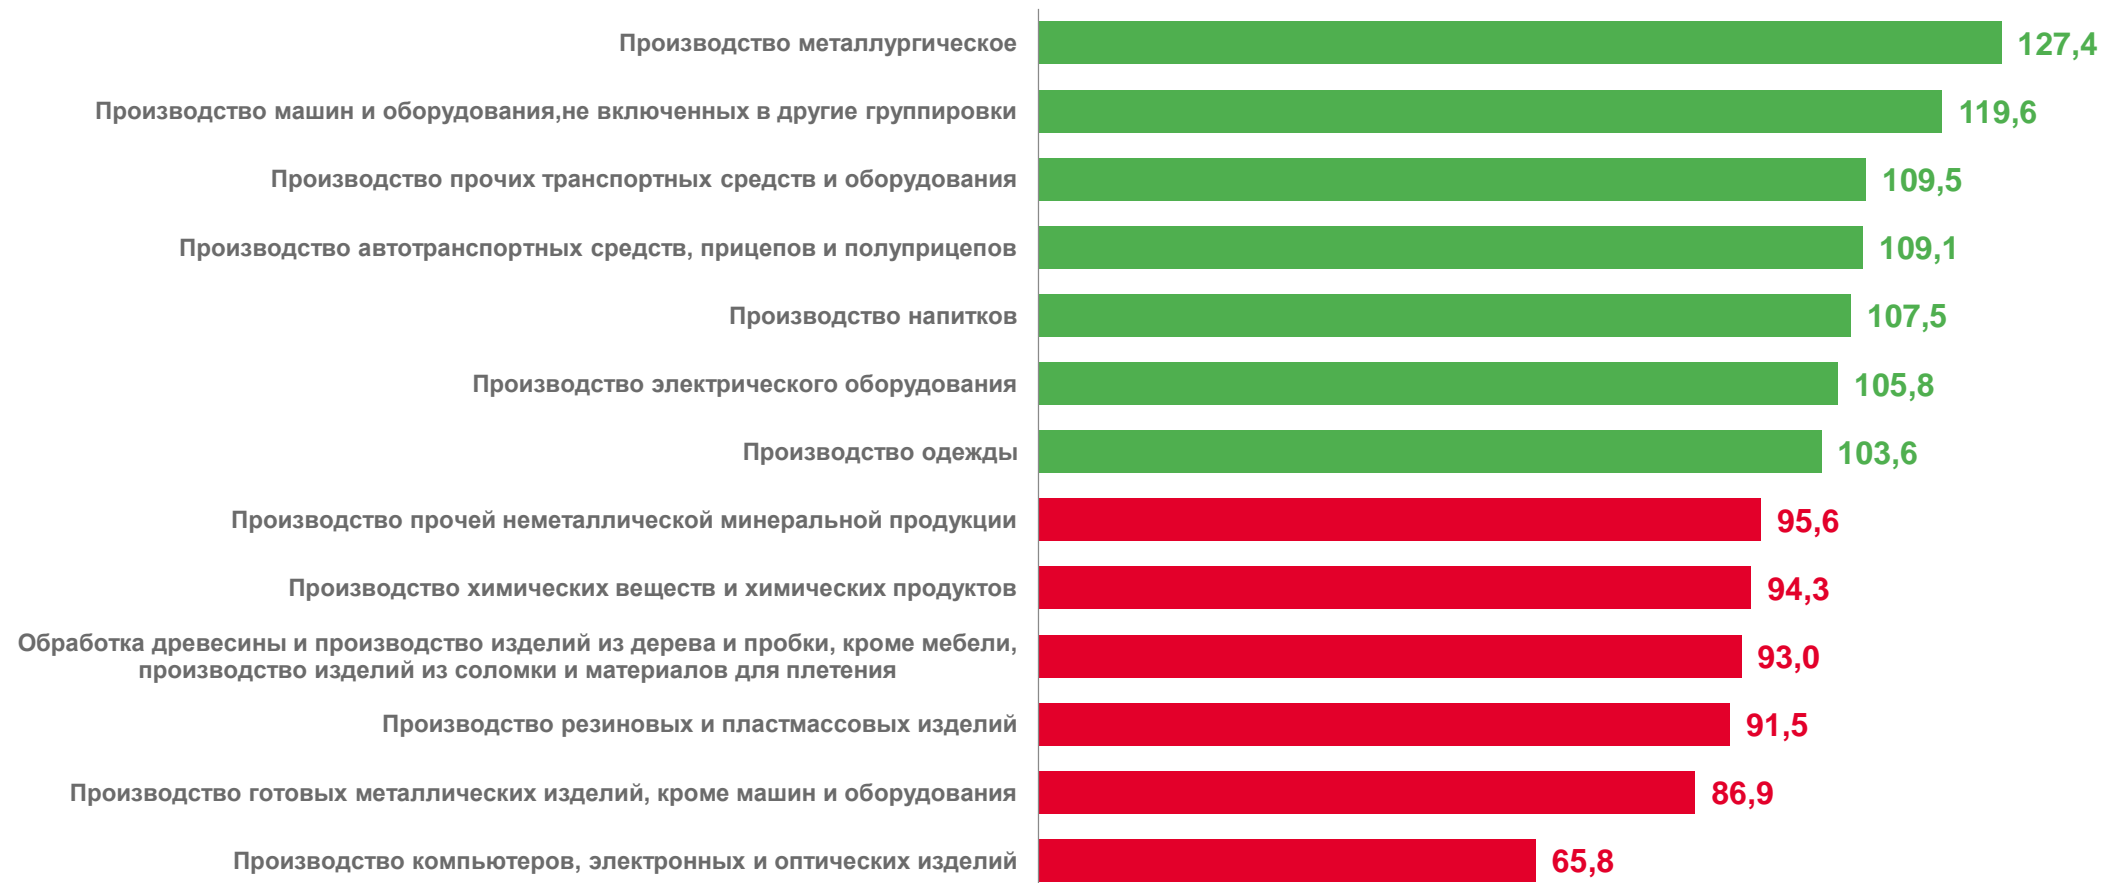 Производство металлургическое 127,4
Производство машин и оборудования,не включенных в другие группировки 119,6
Производство прочих транспортных средств и оборудования 109,5
Производство автотранспортных средств, прицепов и полуприцепов 109,1
Производство напитков 107,5
Производство электрического оборудования 105,8
Производство одежды 103,6
Производство прочей неметаллической минеральной продукции 95,6
Производство химических веществ и химических продуктов 94,3
Обработка древесины и производство изделий из дерева и пробки, кроме мебели,
производство изделий из соломки и материалов для плетения 93,0
Производство резиновых и пластмассовых изделий 91,5
Производство готовых металлических изделий, кроме машин и оборудования 86,9
Производство компьютеров, электронных и оптических изделий 65,8